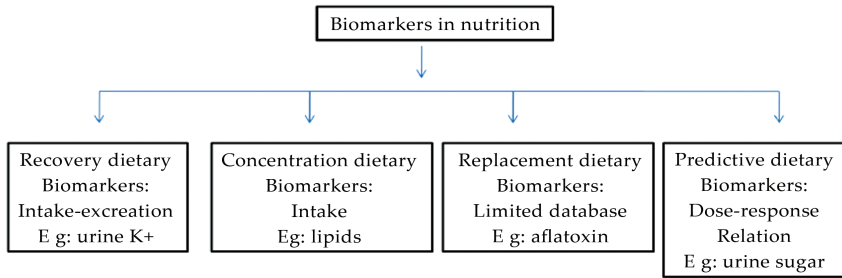 Biomarkers in nutrition
Recovery dietary
Biomarkers:
Intake-excreation
E g: urine K+
Concentration dietary
Biomarkers:
Intake
Eg: lipids
Replacement dietary
Biomarkers:
Limited database
E g: aflatoxin
Predictive dietary
Biomarkers:
Dose-response
Relation
E g: urine sugar